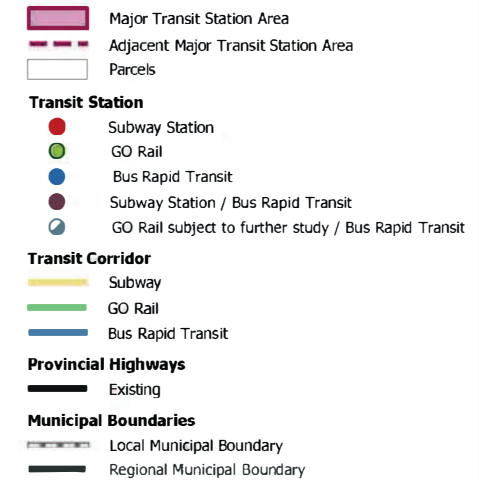 Major Transit Station Area
Adjacent Major Transit Station Area
Parcels
Transit Station
Subway Station
GO Rail
Bus Rapid Transit
Subway Station / Bus Rapid Transit
GO Rail subject to further study / Bus Rapid Transit
Transit Corridor
Subway
GO Rail
Bus Rapid Transit
Provincial Highways
Existing
Municipal Boundaries
Local Municipal Boundary
Regional Municipal Boundary